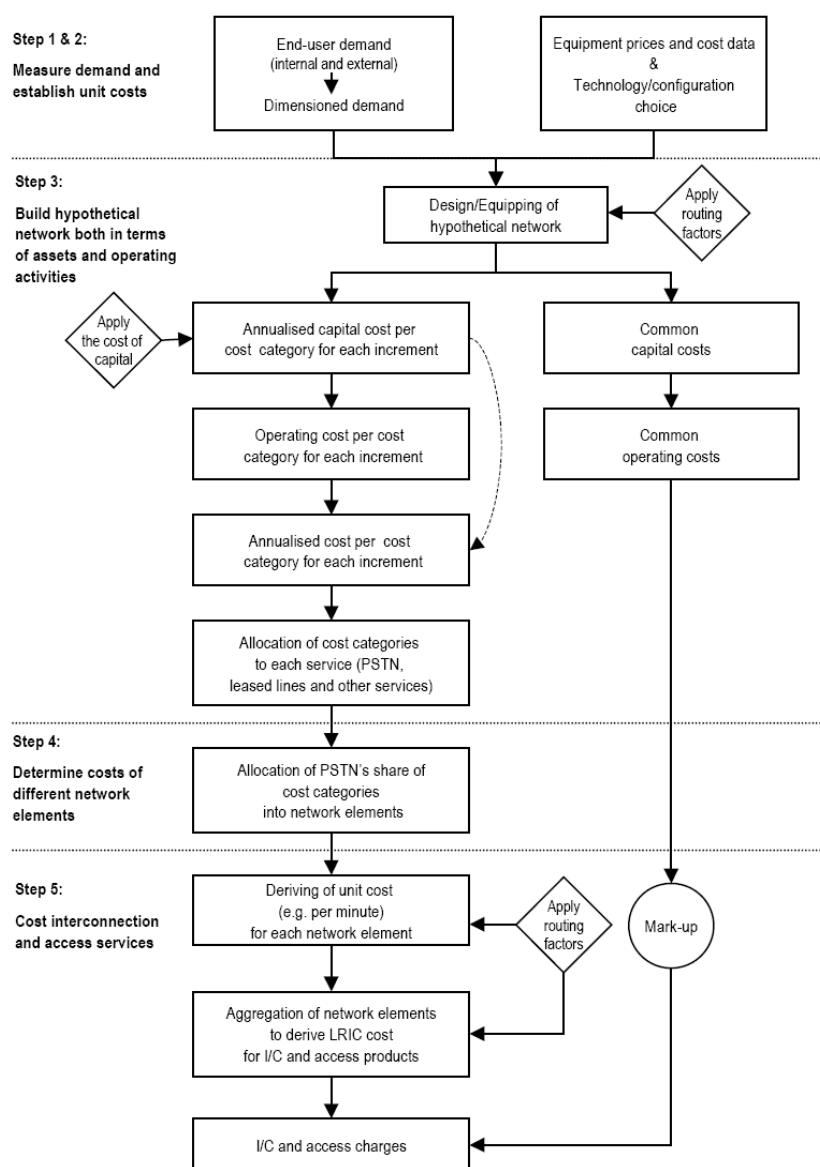 Step 1 & 2:
Measure demand and
establish unit costs
End-user demand
(internal and external)
Dimensioned demand
Equipment prices and cost data
&
Technology/configuration
choice
Step 3:
Build hypothetical
network both in terms
of assets and operating
activities
Design/Equipping of
hypothetical network
Apply
routing
factors
Apply
the cost of
capital
Annualised capital cost per
cost category for each increment
Common
capital costs
Operating cost per cost
category for each increment
Common
operating costs
Annualised cost per cost
category for each increment
Allocation of cost categories
to each service (PSTN,
leased lines and other services)
Step 4:
Determine costs of
different network
elements
Allocation of PSTN's share of
cost categories
into network elements
Step 5:
Cost interconnection
and access services
Deriving of unit cost
(e.g. per minute)
for each network element
Apply
routing
factors
Mark-up
Aggregation of network elements
to derive LRIC cost
for I/C and access products
I/C and access charges